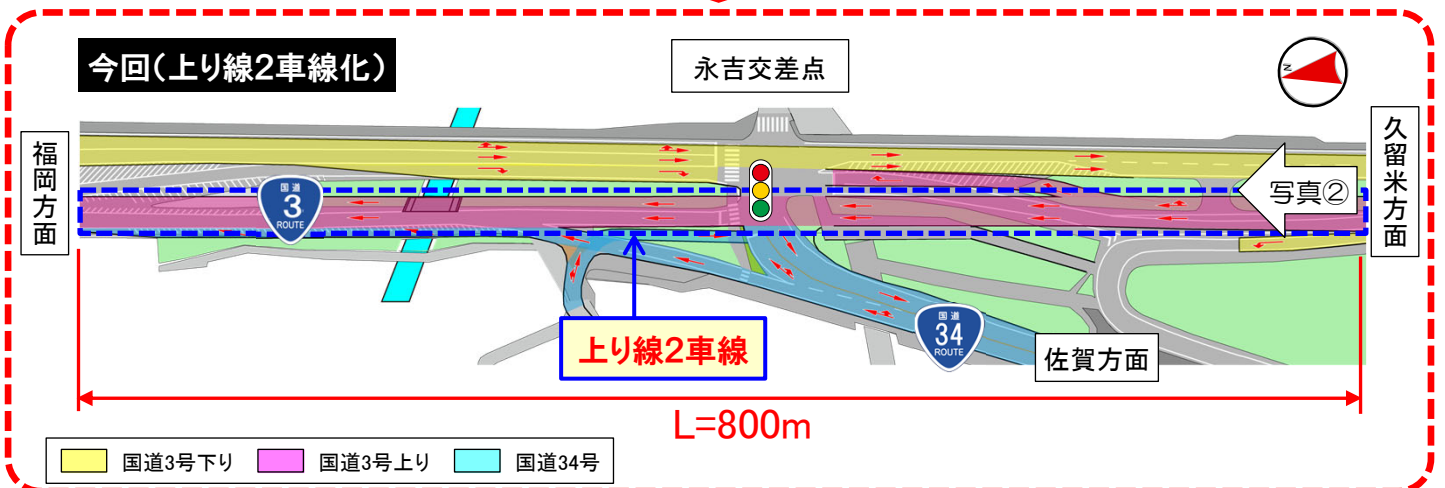 今回(上り線2車線化)
永吉交差点
N
福岡方面
久留米方面
写真②
国道
3
ROUTE
上り線2車線
国道
34
ROUTE
佐賀方面
L=800m
国道3号下り
国道3号上り
国道34号